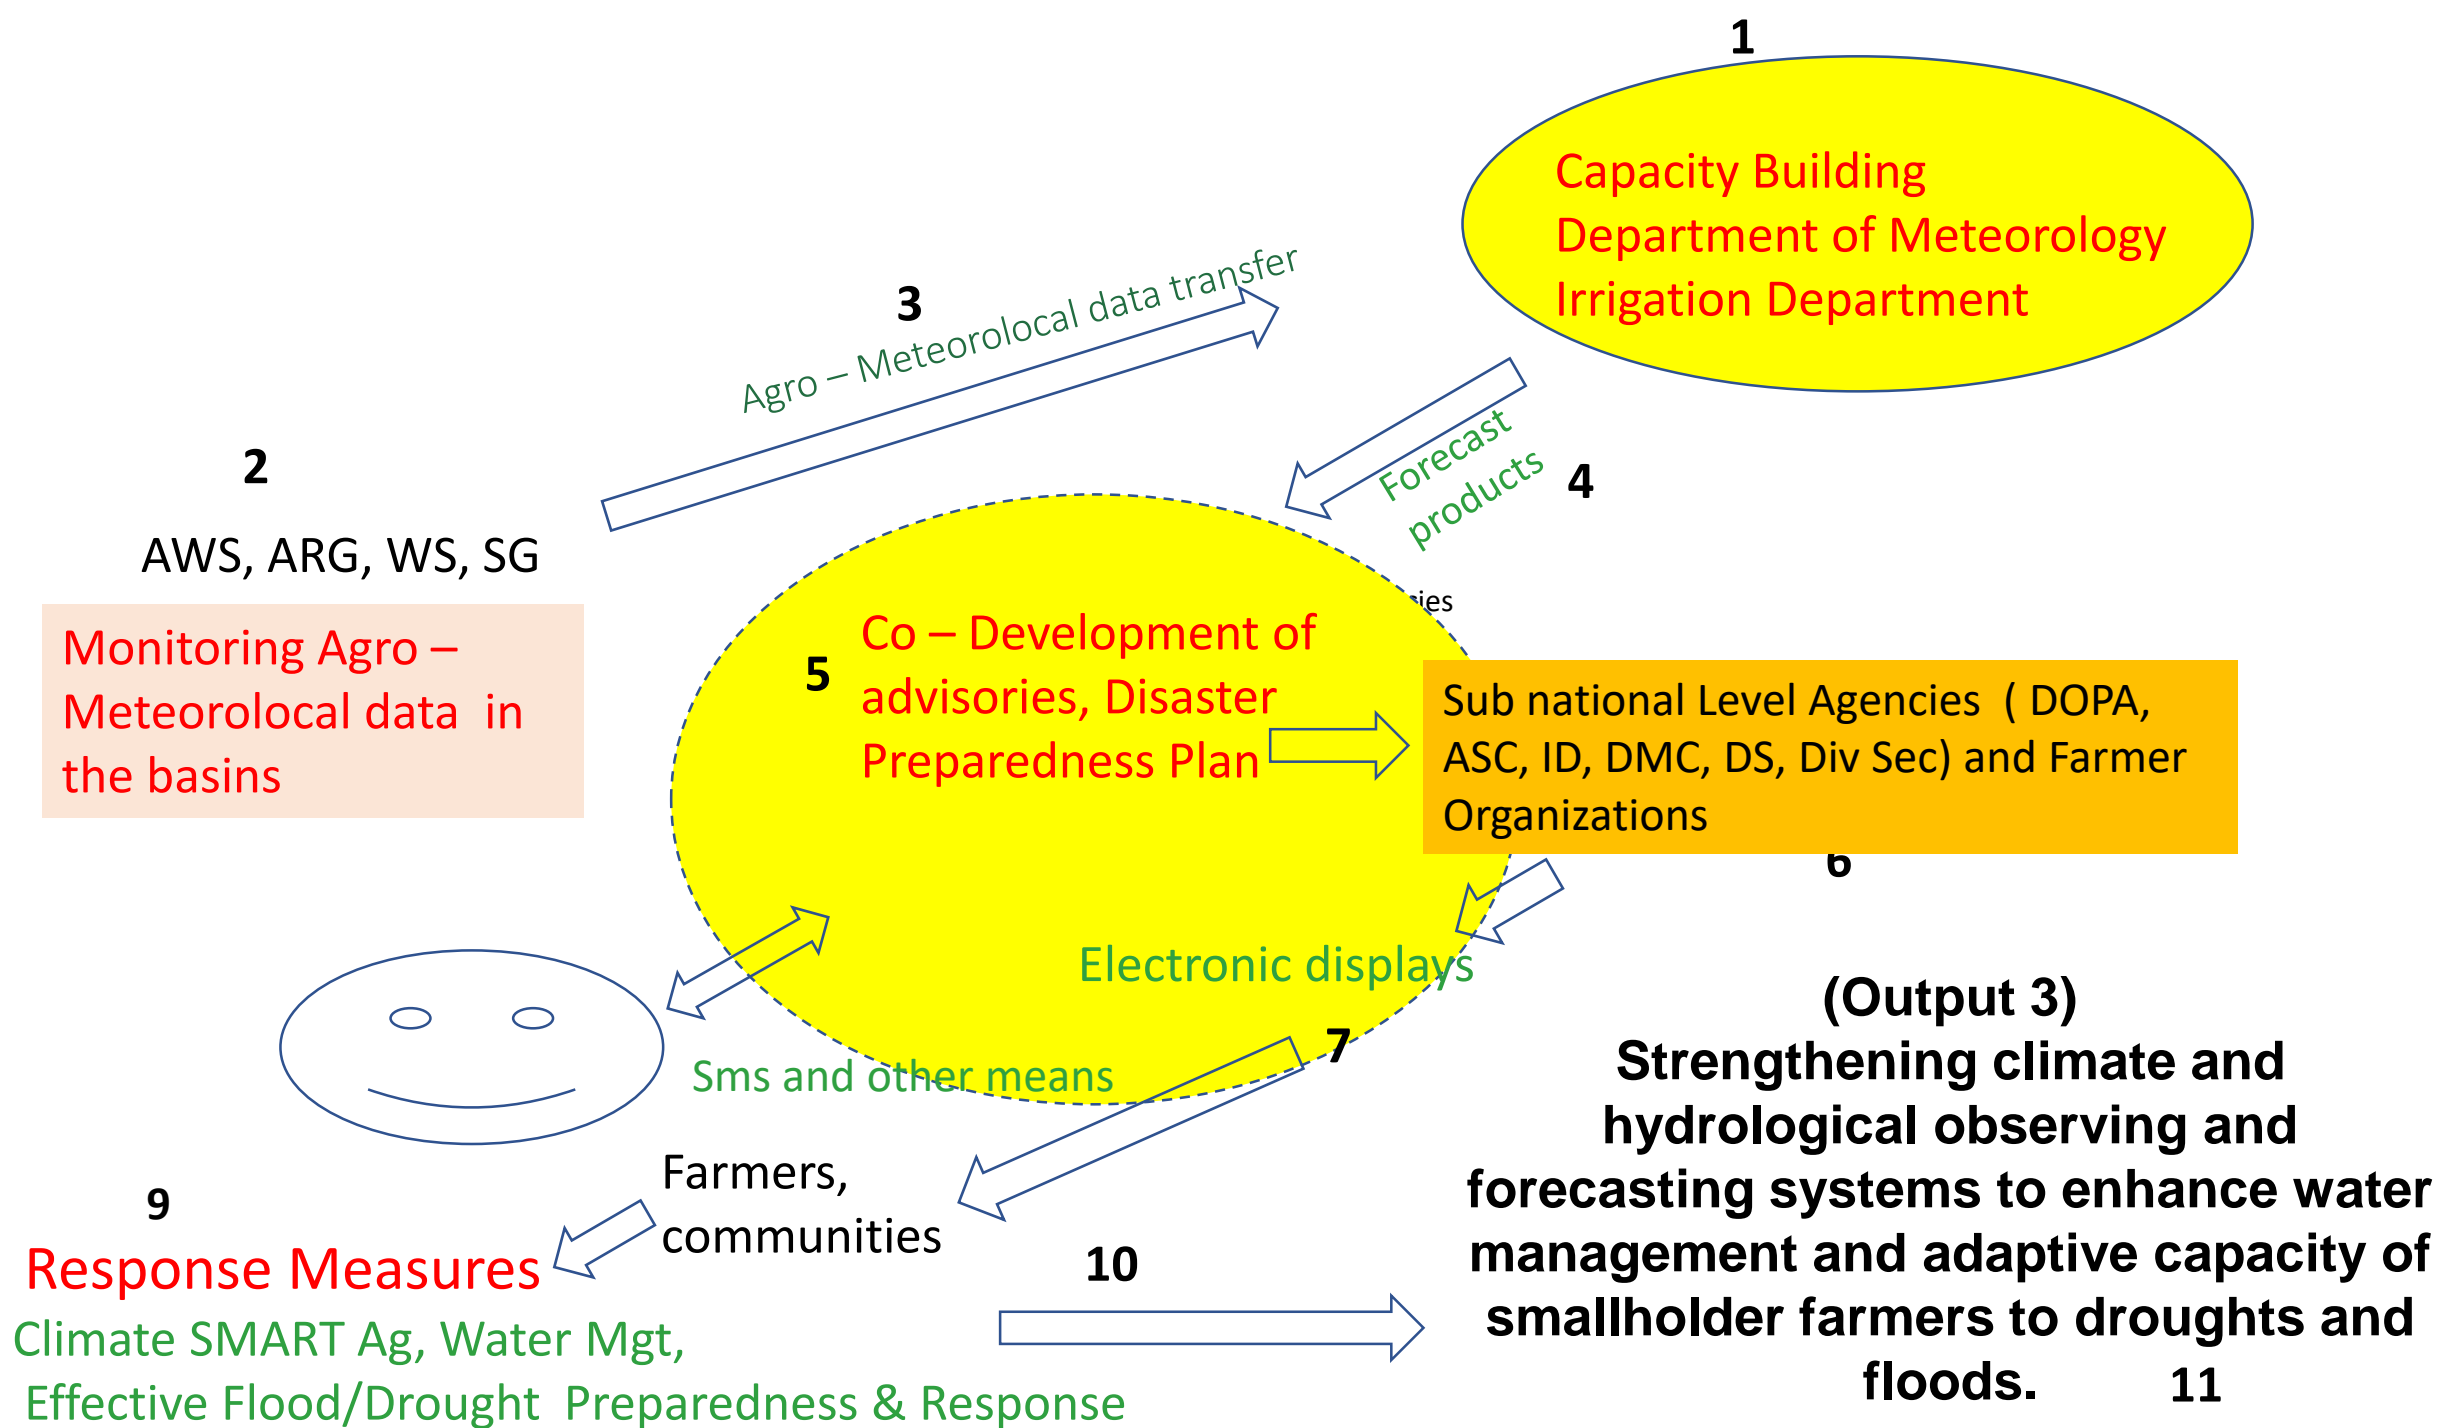 1
Capacity Building
Department of Meteorology
Irrigation Department
3
Agro – Meteorolocal data transfer
2
AWS, ARG, WS, SG
Monitoring Agro –
Meteorolocal data in
the basins
Forecast
products
4
5
Co – Development of
advisories, Disaster
Preparedness Plan
Sub national Level Agencies ( DOPA,
ASC, ID, DMC, DS, Div Sec) and Farmer
Organizations
6
Electronic displays
7
Sms and other means
Farmers,
communities
9
Response Measures
Climate SMART Ag, Water Mgt,
Effective Flood/Drought Preparedness & Response
10
(Output 3)
Strengthening climate and
hydrological observing and
forecasting systems to enhance water
management and adaptive capacity of
smallholder farmers to droughts and
floods.
11